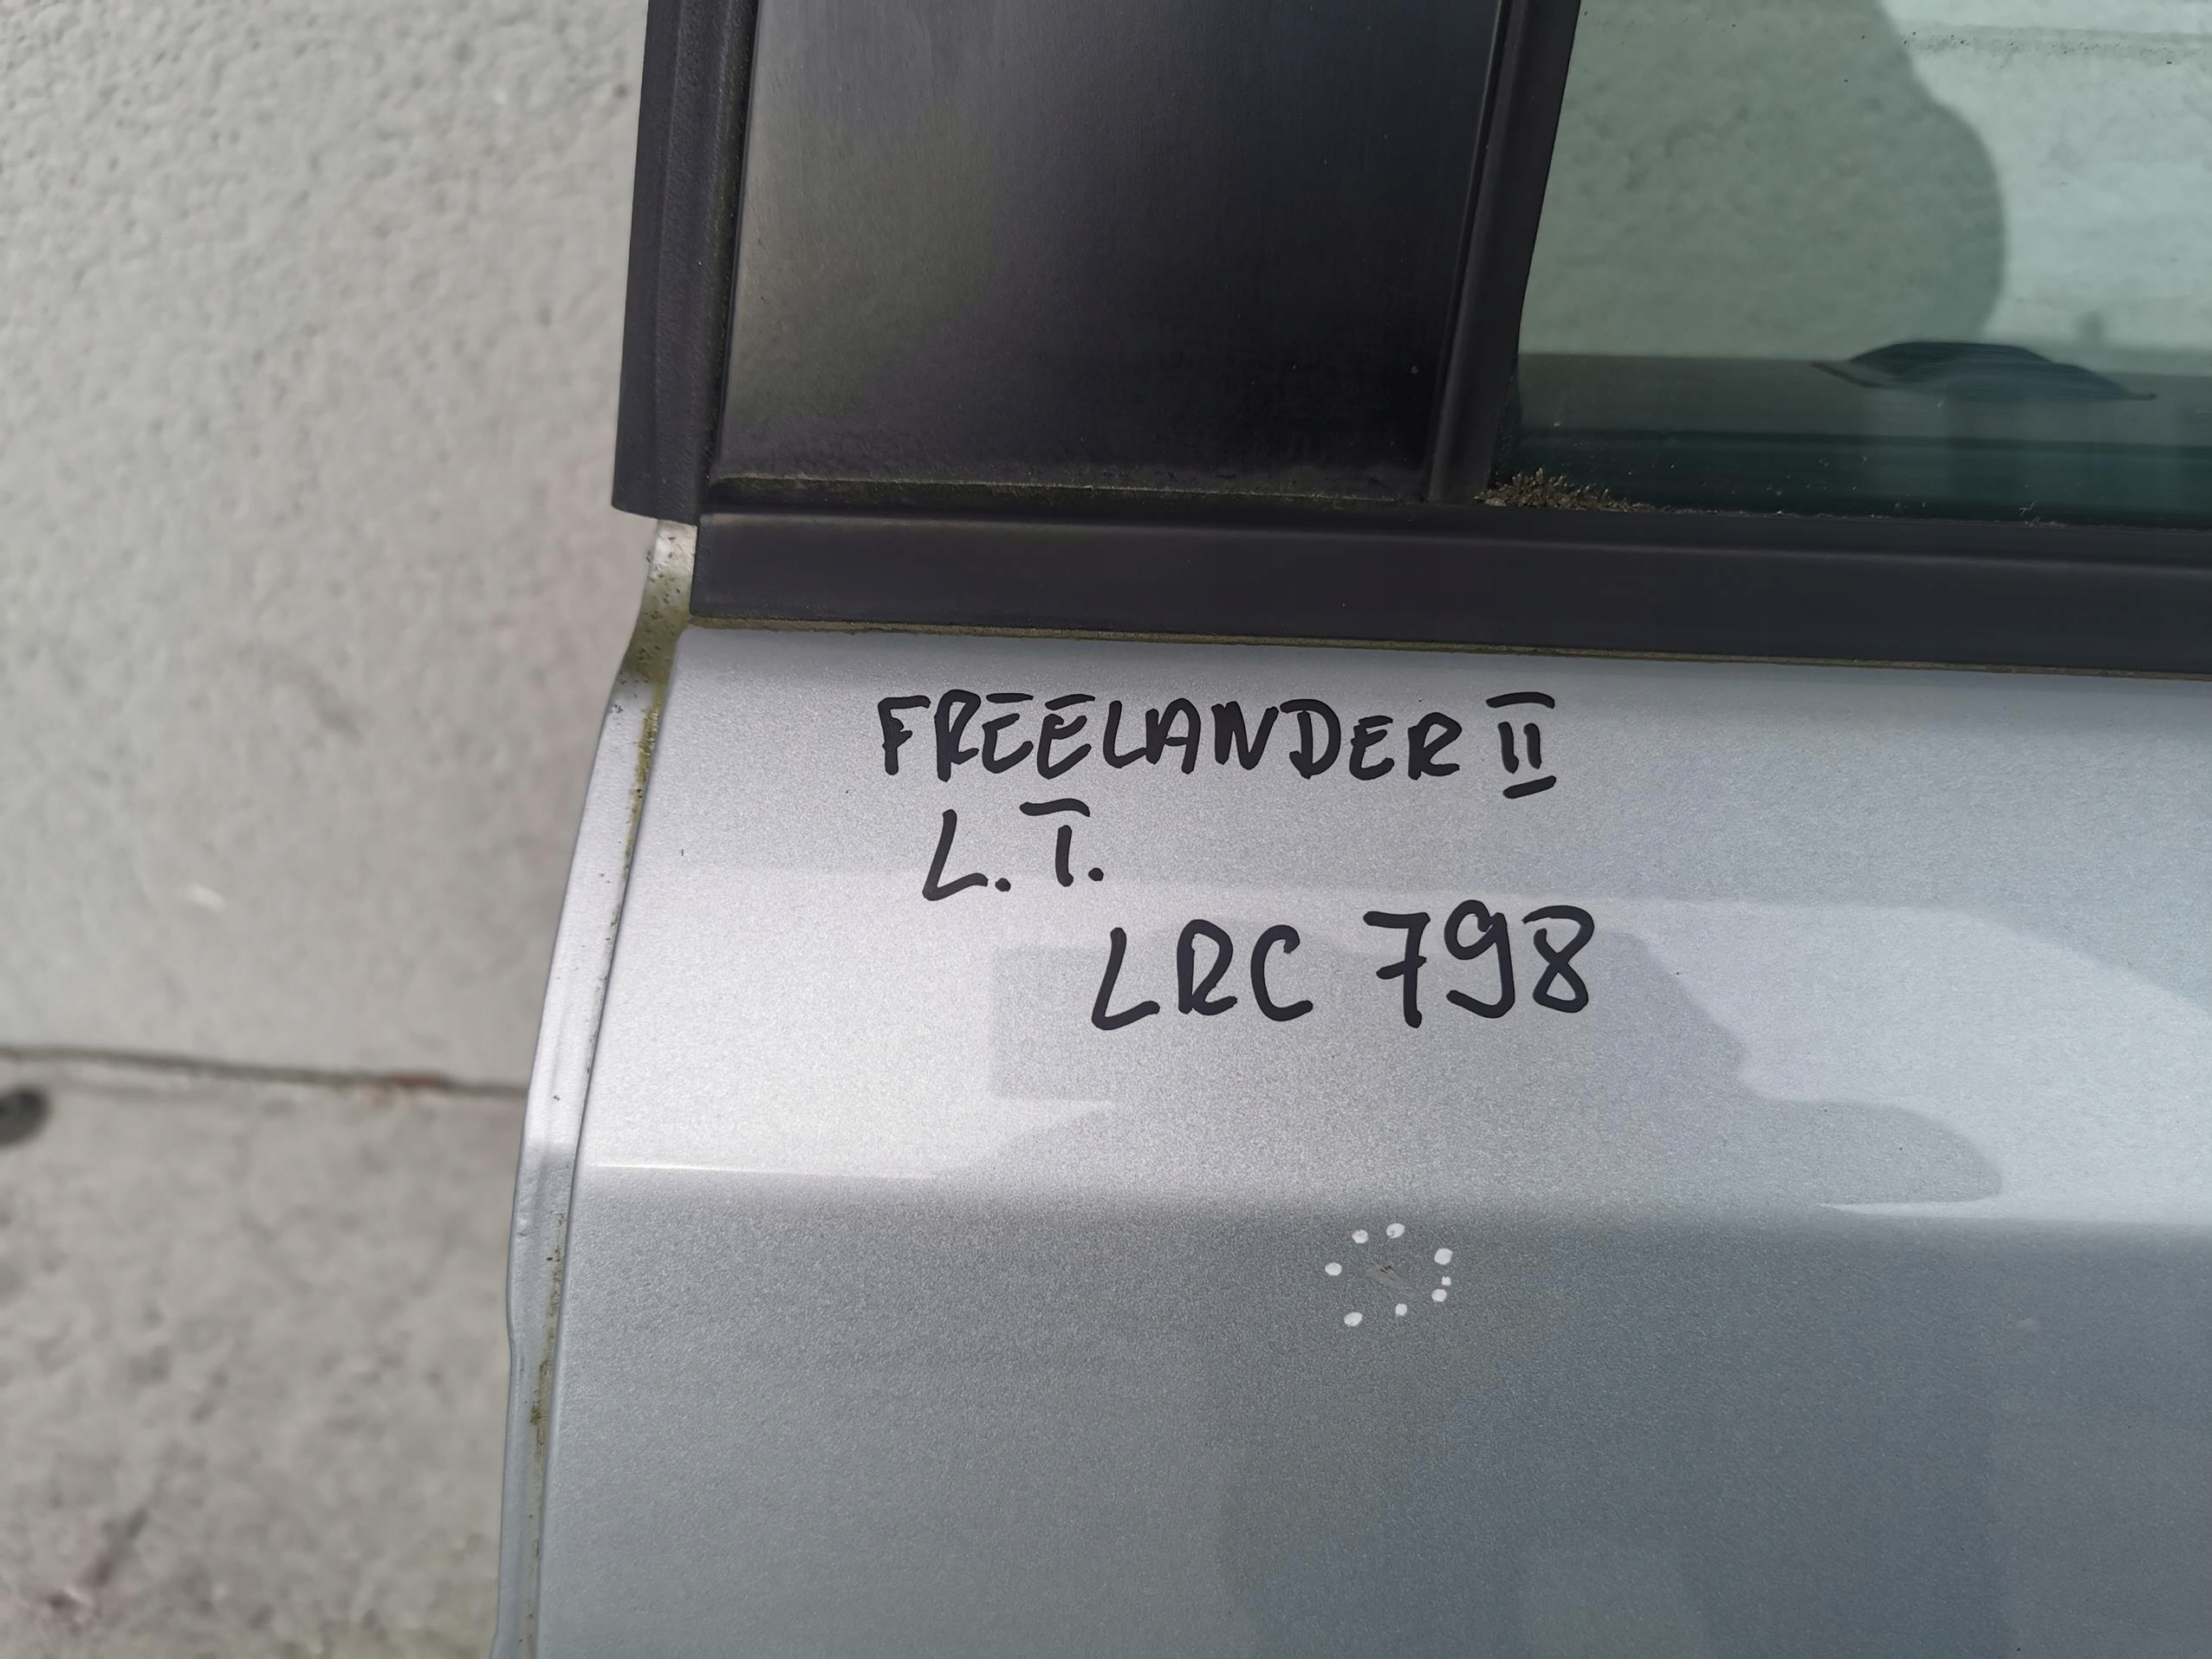 FREELANDER II
L.T.
LRC 798